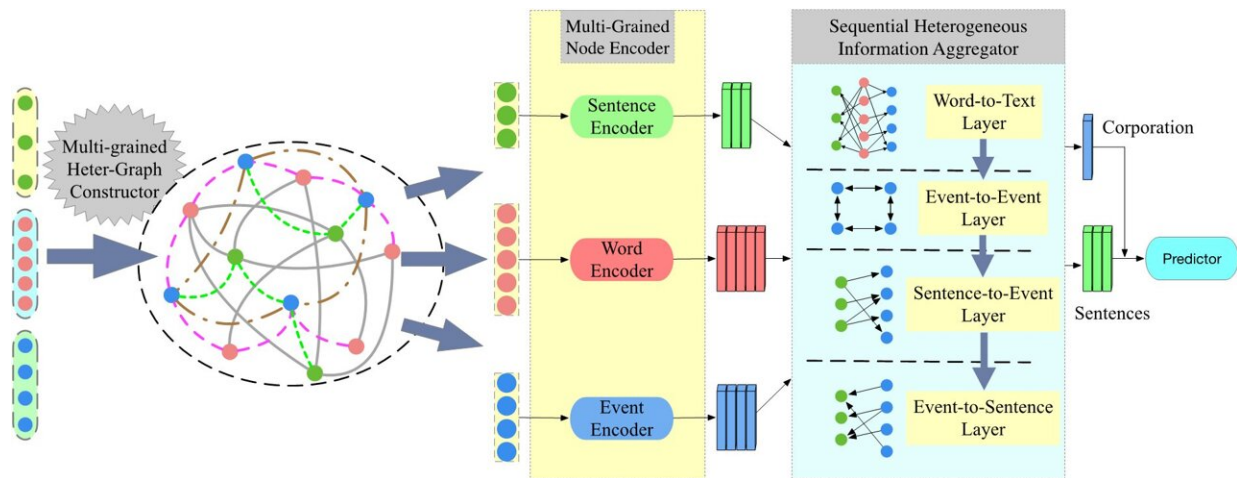 Multi-grained
Heter-Graph
Constructor
Multi-Grained
Node Encoder
Sentence
Encoder
Word
Encoder
Event
Encoder
Sequential Heterogeneous
Information Aggregator
Word-to-Text
Layer
Event-to-Event
Layer
Sentence-to-Event
Layer
Event-to-Sentence
Layer
Corporation
Sentences
Predictor